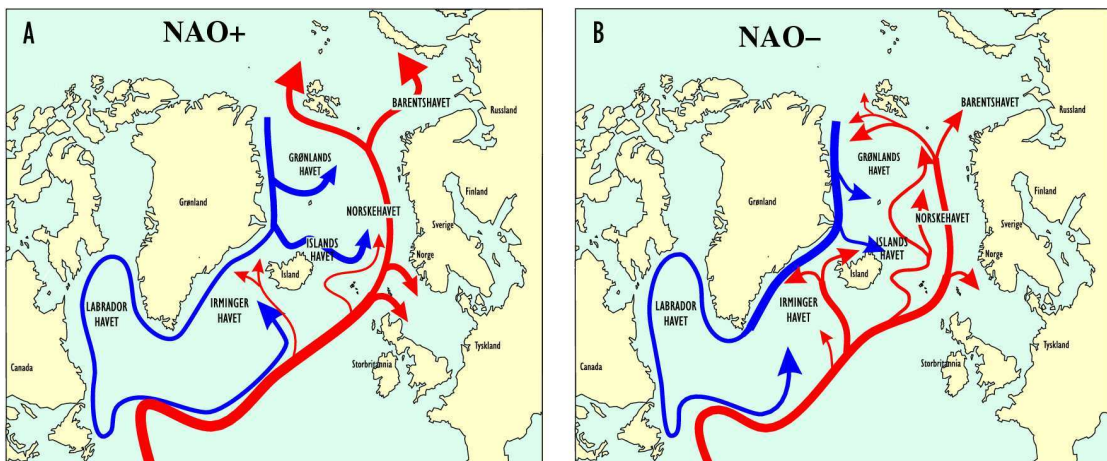 A
NAO+
BARENTSHAVET
Russland
GRØNLANDS
HAVET
Finland
Grønland
NORSKEHAVET
Sverige
ISLANDS
HAVET
Norge
Island
LABRADOR
HAVET
IRMINGER
HAVET
Tyskland
Storbritannia
Canada
B
NAO–
BARENTSHAVET
Russland
GRØNLANDS
HAVET
Finland
Grønland
NORSKEHAVET
Sverige
ISLANDS
HAVET
Norge
Island
LABRADOR
HAVET
IRMINGER
HAVET
Tyskland
Storbritannia
Canada